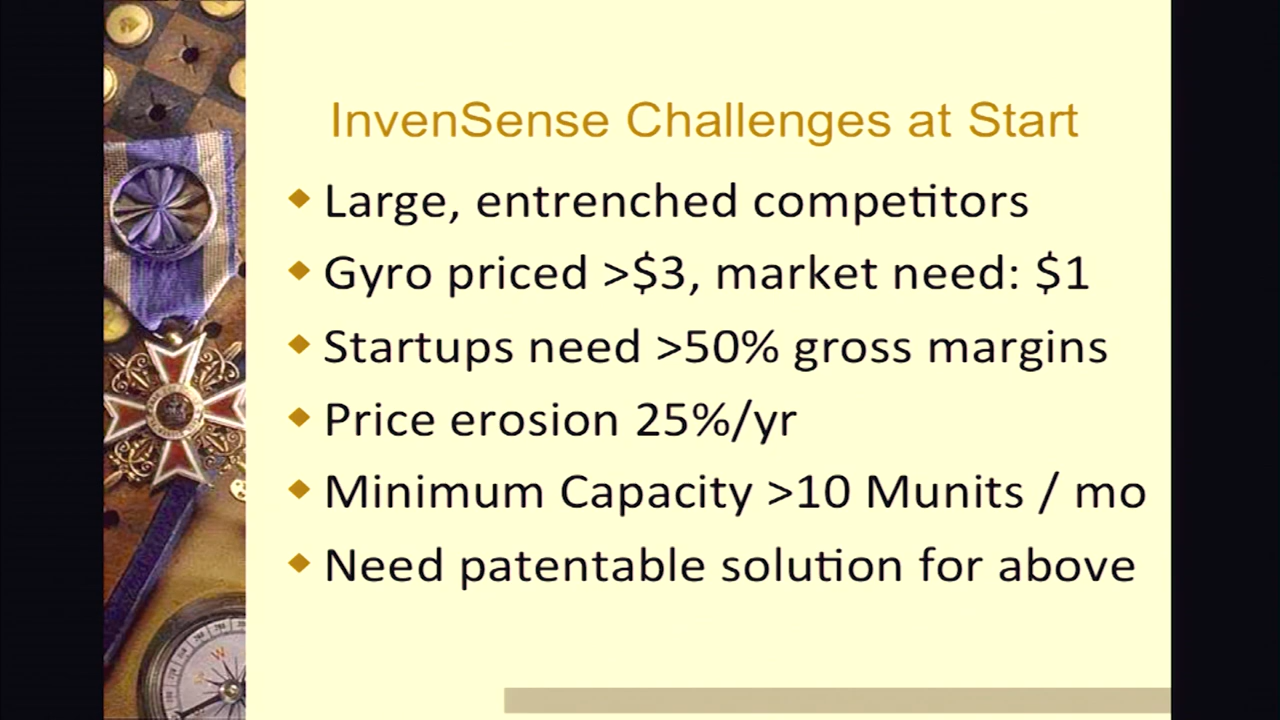 InvenSense Challenges at Start
Large, entrenched competitors
Gyro priced >$3, market need: $1
Startups need >50% gross margins
Price erosion 25%/yr
Minimum Capacity >10 Munits / mo
Need patentable solution for above
W